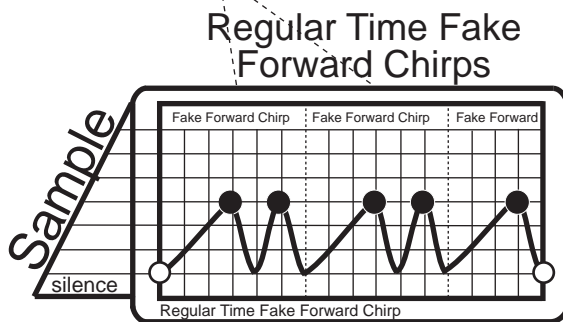 Regular Time Fake
Forward Chirps
Fake Forward Chirp Fake Forward Chirp Fake Forward
Sample
silence
Regular Time Fake Forward Chirp